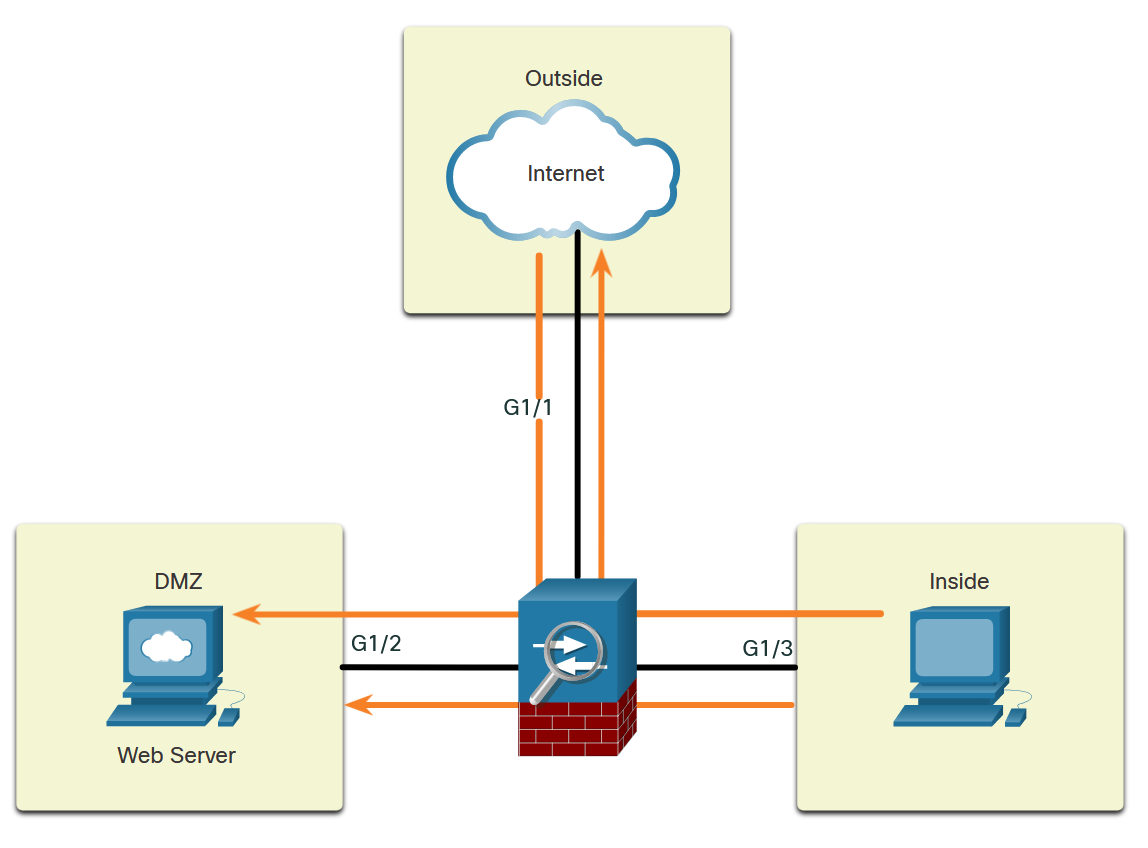 Outside
Internet
G1/1
DMZ
Inside
G1/2
G1/3
Web Server